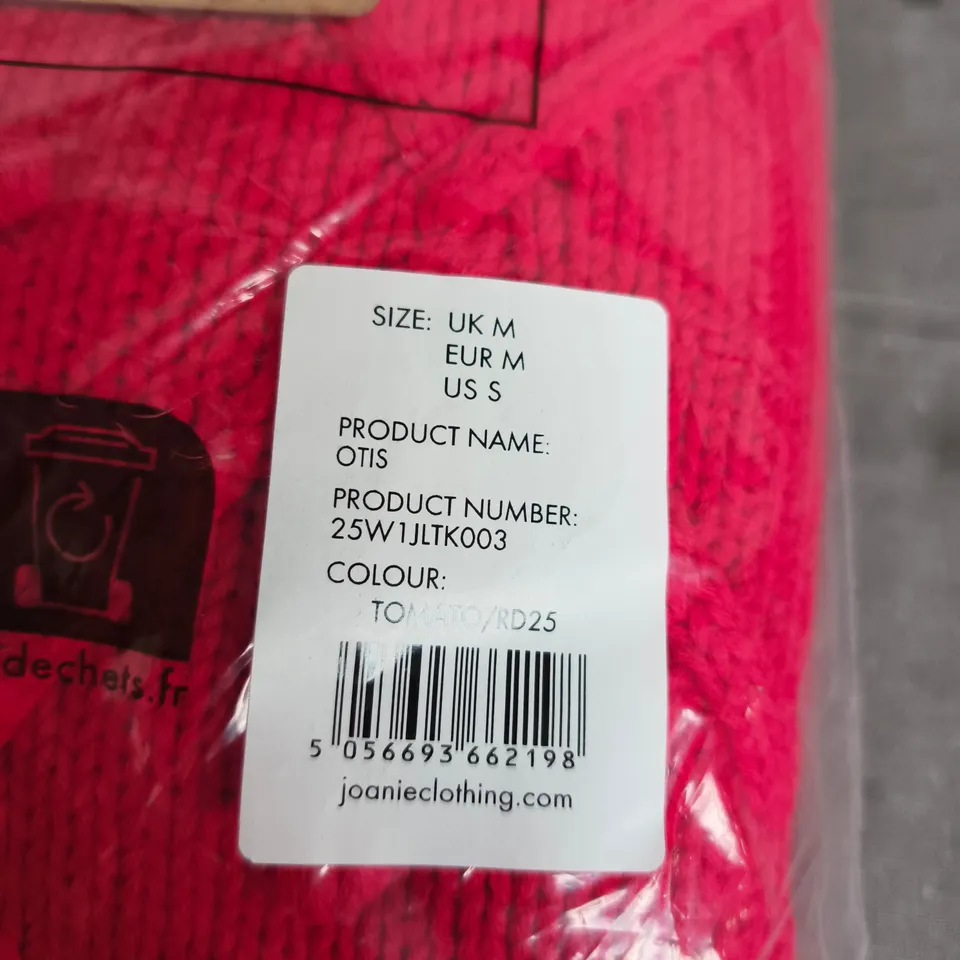 SIZE: UK M
EUR M
US S
PRODUCT NAME:
OTIS
PRODUCT NUMBER:
25W1JLTK003
COLOUR:
TOMATO/RD25
dechets.fr
5 056693 662198
joanieclothing.com